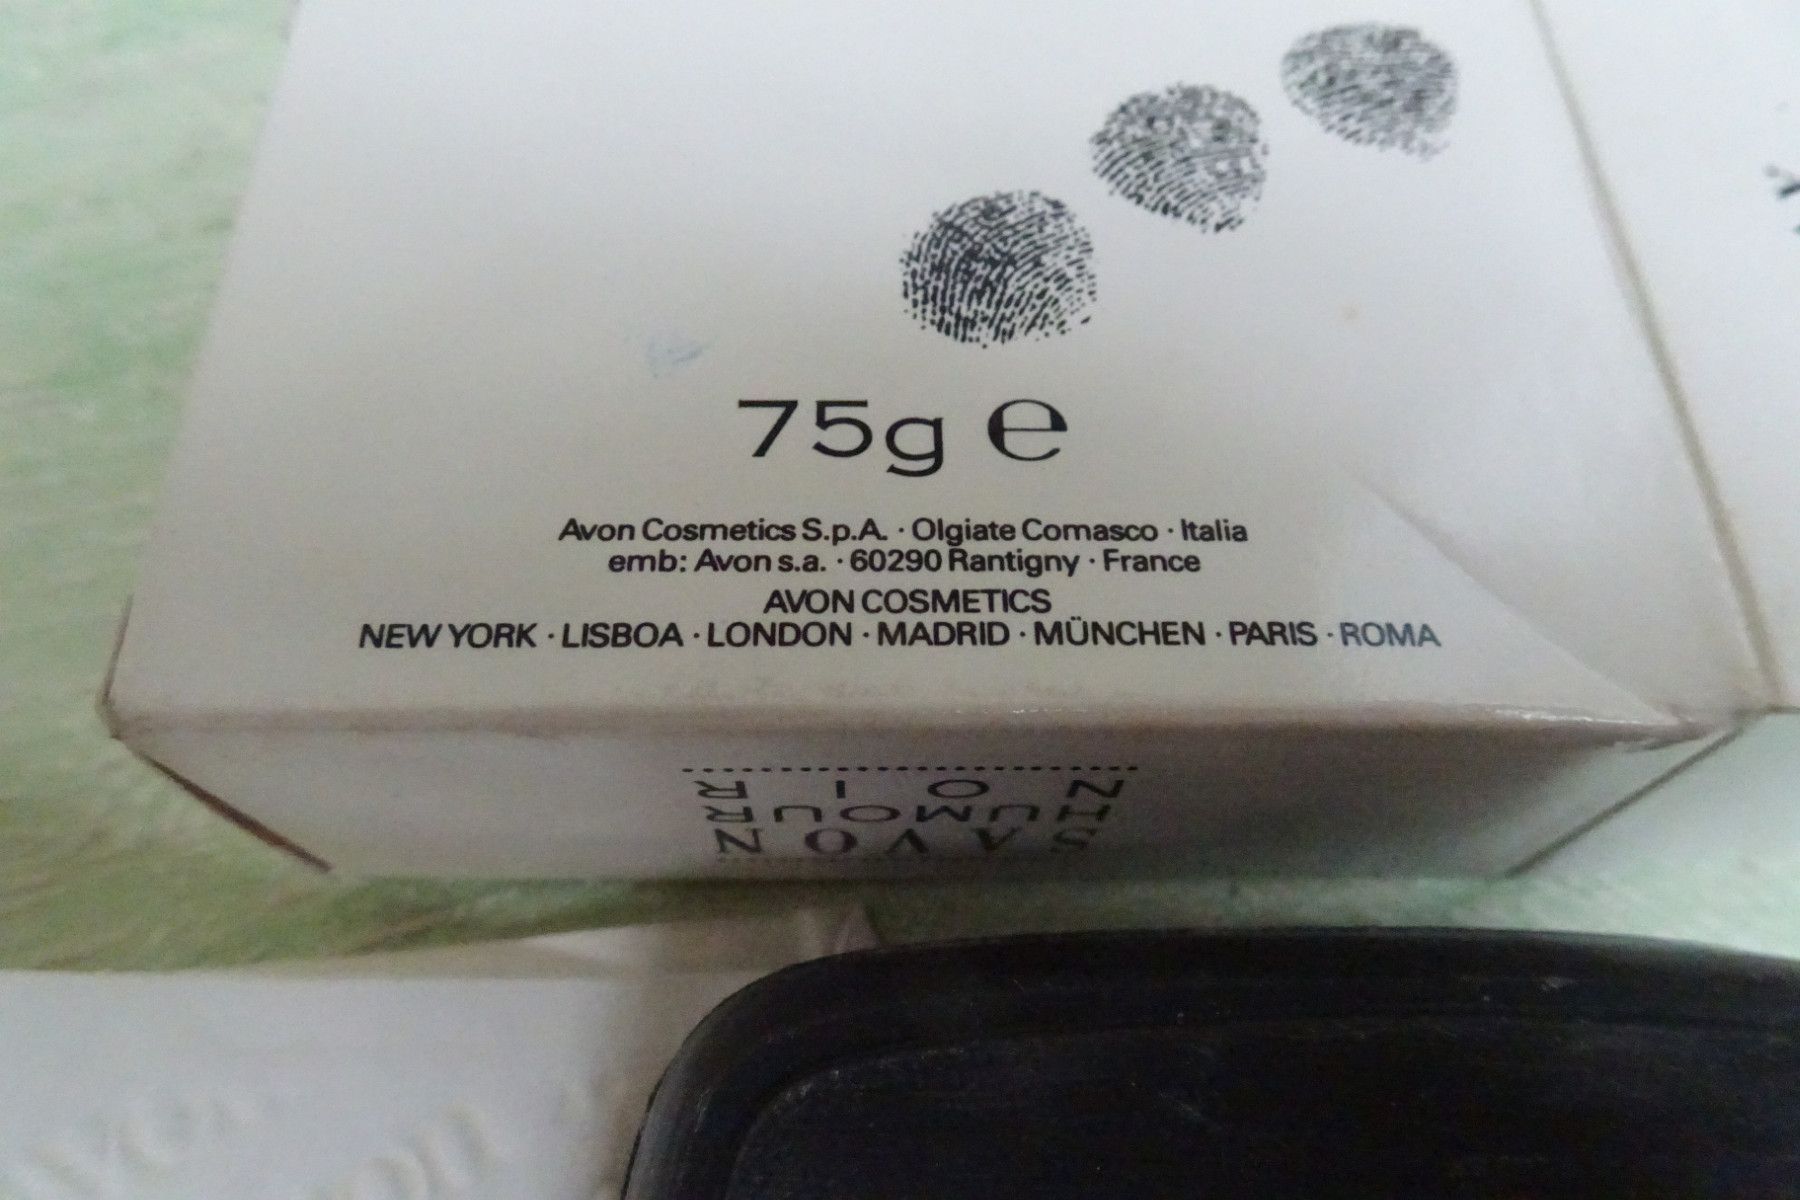 75g ℮
Avon Cosmetics S.p.A. · Olgiate Comasco · Italia
emb: Avon s.a. · 60290 Rantigny · France
AVON COSMETICS
NEW YORK · LISBOA · LONDON · MADRID · MÜNCHEN · PARIS · ROMA
SAVON
HUMOUR
NOIR